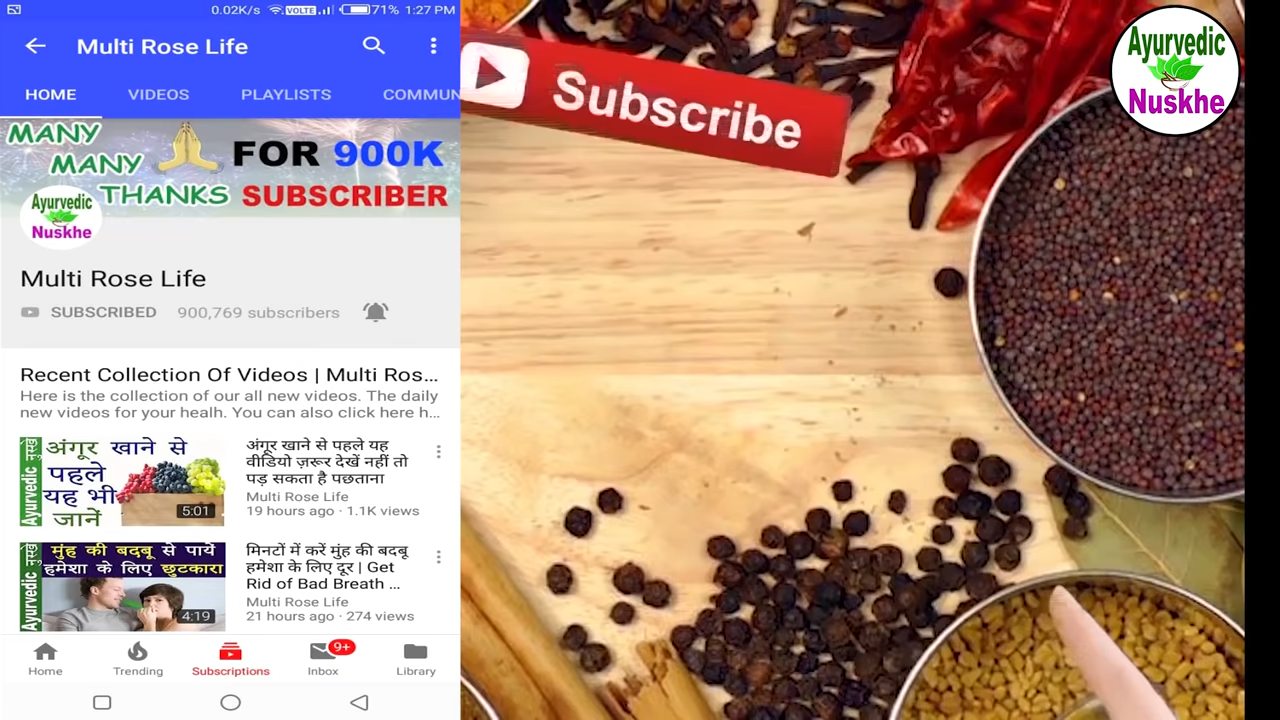 0.02K/s VOLTE 71% 1:27 PM
Multi Rose Life
HOME VIDEOS PLAYLISTS COMMUN
MANY
MANY
THANKS
FOR 900K
SUBSCRIBER
Ayurvedic
Nuskhe
Multi Rose Life
SUBSCRIBED 900,769 subscribers
Recent Collection Of Videos | Multi Ros...
Here is the collection of our all new videos. The daily
new videos for your healh. You can also click here h...
Ayurvedic नुस्खे
अंगूर खाने से
पहले
यह भी
जानें
5:01
अंगूर खाने से पहले यह
वीडियो ज़रूर देखें नहीं तो
पड़ सकता है पछताना
Multi Rose Life
19 hours ago · 1.1K views
Ayurvedic नुस्खे
मुंह की बदबू से पायें
हमेशा के लिए छुटकारा
4:19
मिनटों में करें मुंह की बदबू
हमेशा के लिए दूर | Get
Rid of Bad Breath ...
Multi Rose Life
21 hours ago · 274 views
Home Trending Subscriptions Inbox 9+ Library
Subscribe
Ayurvedic
Nuskhe